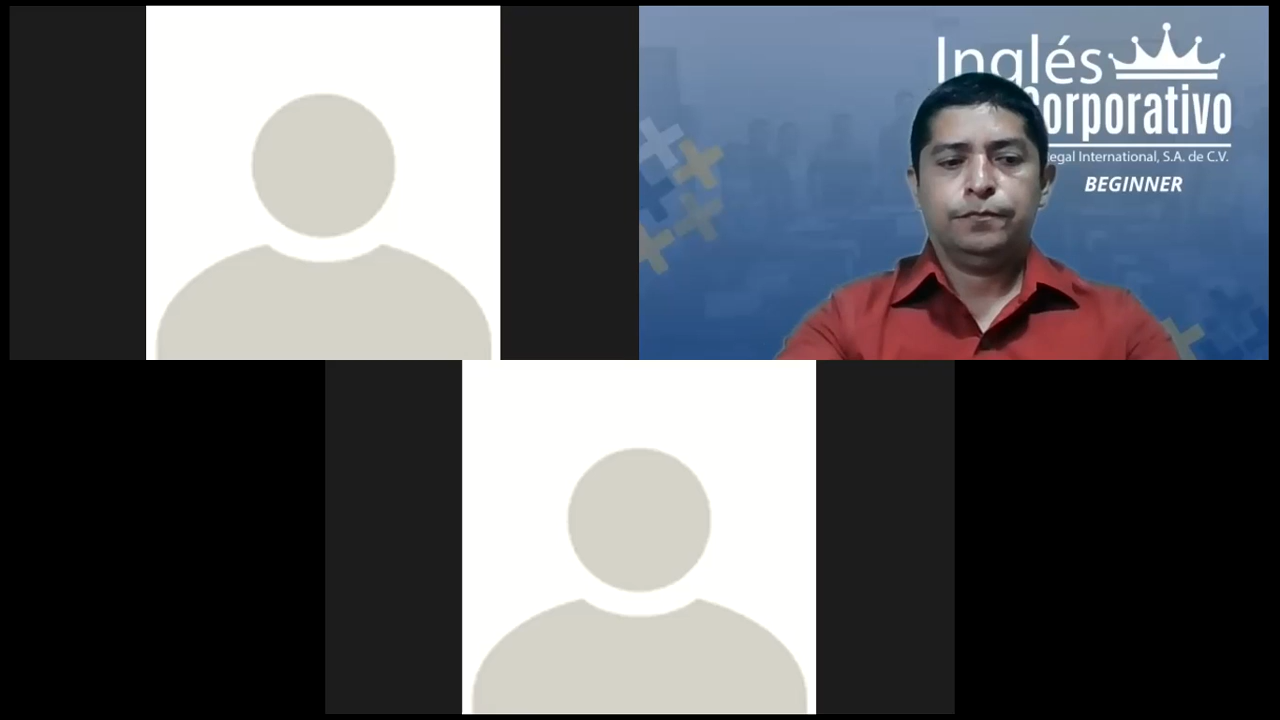 Inglés
Corporativo
egal International, S.A. de C.V.
BEGINNER